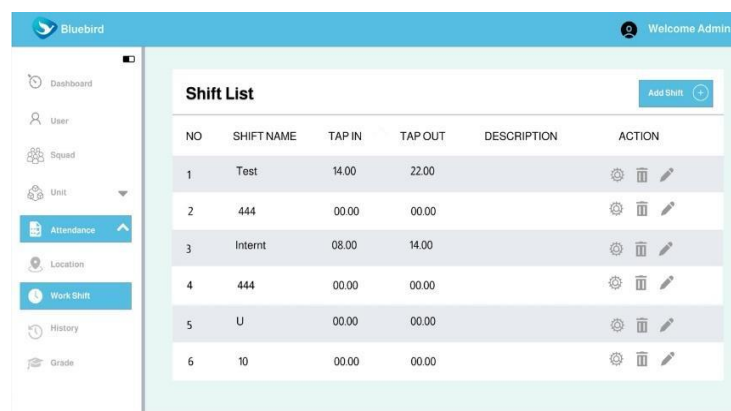 Bluebird
Welcome Admin
Dashboard
User
Squad
Unit
Attendance
Location
Work Shift
History
Grade
Shift List
Add Shift
NO SHIFT NAME TAP IN TAP OUT DESCRIPTION ACTION
1 Test 14.00 22.00
2 444 00.00 00.00
3 Internt 08.00 14.00
4 444 00.00 00.00
5 U 00.00 00.00
6 10 00.00 00.00